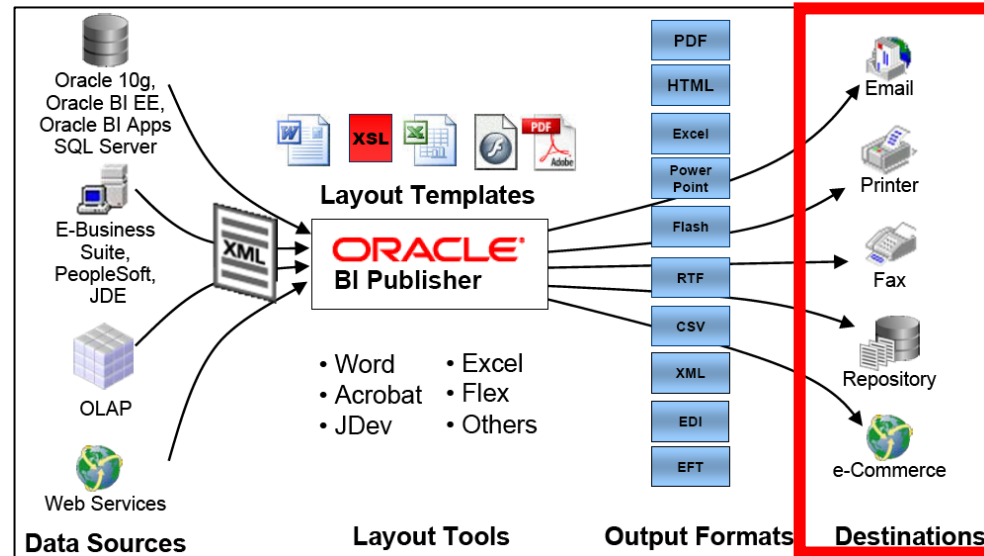 Oracle 10g,
Oracle BI EE,
Oracle BI Apps
SQL Server
E-Business
Suite,
PeopleSoft,
JDE
OLAP
Web Services
Data Sources
XML
XSL
PDF
Adobe
Layout Templates
ORACLE
BI Publisher
• Word
• Acrobat
• JDev
• Excel
• Flex
• Others
Layout Tools
PDF
HTML
Excel
Power
Point
Flash
RTF
CSV
XML
EDI
EFT
Output Formats
Email
Printer
Fax
Repository
e-Commerce
Destinations